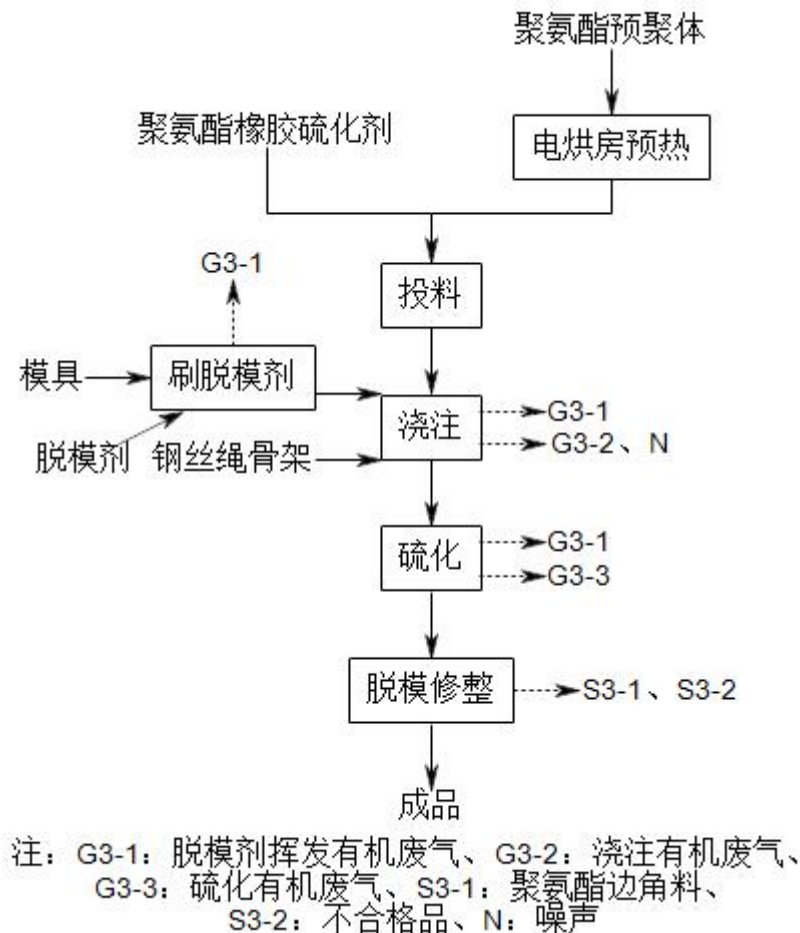 聚氨酯预聚体
聚氨酯橡胶硫化剂
电烘房预热
G3-1
投料
模具
刷脱模剂
浇注
G3-1
G3-2、N
脱模剂
钢丝绳骨架
硫化
G3-1
G3-3
脱模修整
S3-1、S3-2
成品
注：G3-1：脱模剂挥发有机废气、G3-2：浇注有机废气、
G3-3：硫化有机废气、S3-1：聚氨酯边角料、
S3-2：不合格品、N：噪声